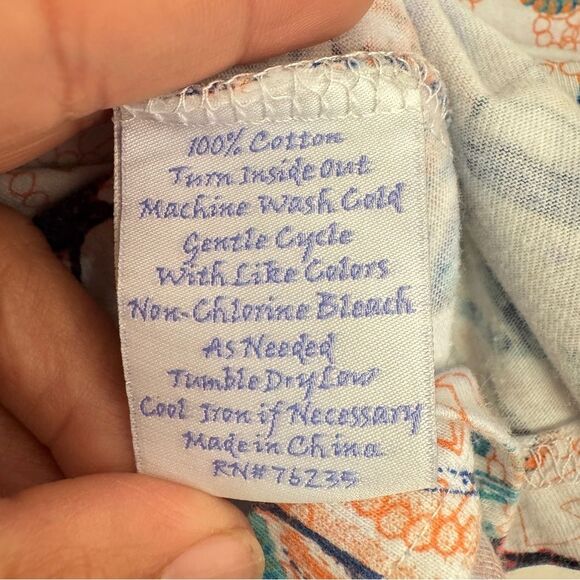 100% Cotton
Turn Inside Out
Machine Wash Cold
Gentle Cycle
With Like Colors
Non-Chlorine Bleach
As Needed
Tumble Dry Low
Cool Iron if Necessary
Made in China
RN#76235